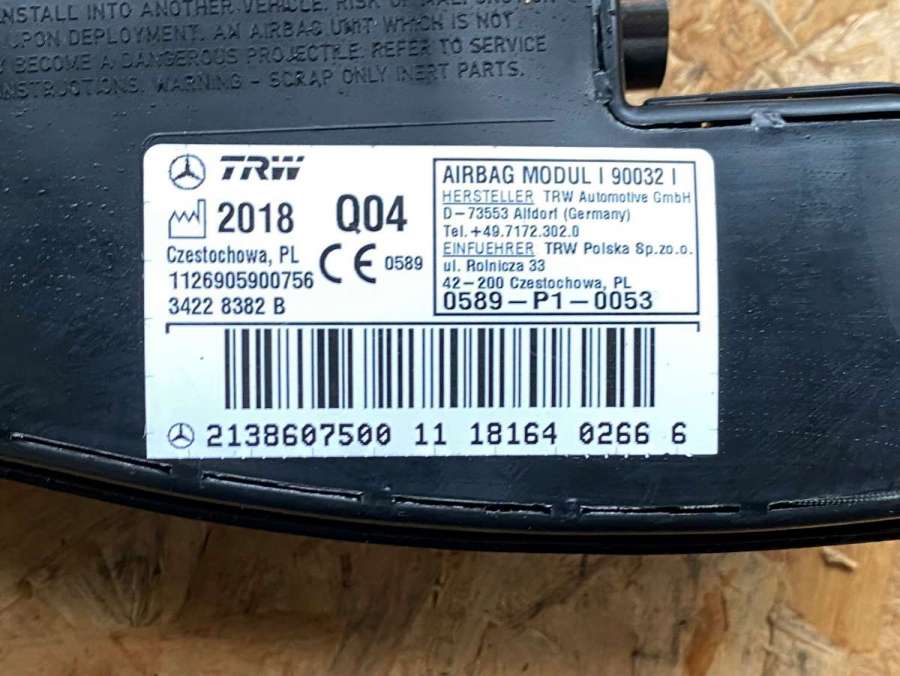 INSTALL INTO ANOTHER VEHICLE. RISK OF MALFUNCTION
UPON DEPLOYMENT. AN AIRBAG UNIT WHICH IS NOT
BECOME A DANGEROUS PROJECTILE. REFER TO SERVICE
INSTRUCTIONS. WARNING - SCRAP ONLY INERT PARTS.
TRW
2018 Q04
Czestochowa, PL
CE 0589
1126905900756
3422 8382 B
AIRBAG MODUL I 90032 I
HERSTELLER TRW Automotive GmbH
D-73553 Alfdorf (Germany)
Tel. +49.7172.302.0
EINFUEHRER TRW Polska Sp.zo.o.
ul. Rolnicza 33
42-200 Czestochowa, PL
0589-P1-0053
2138607500 11 18164 0266 6